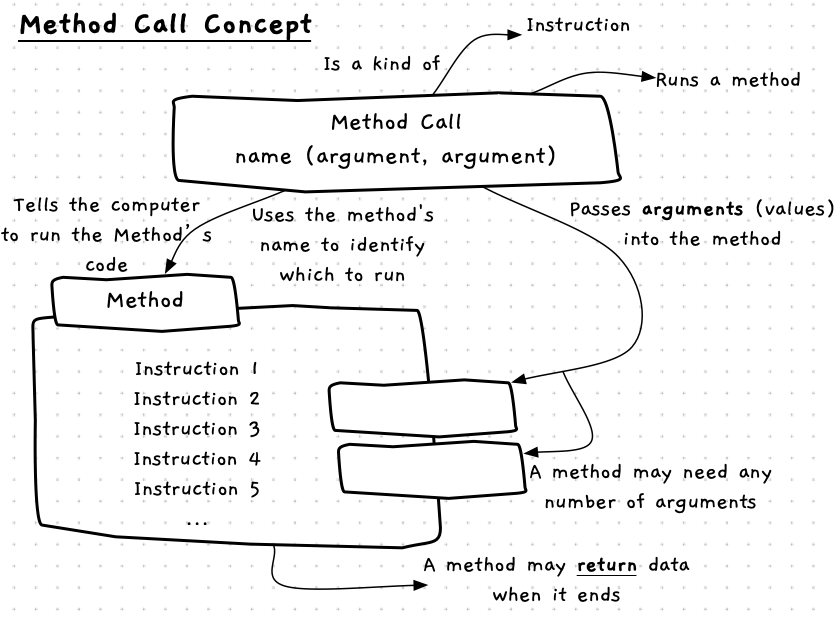 Method Call Concept
Instruction
Is a kind of
Runs a method
Method Call
name (argument, argument)
Tells the computer
to run the Method's
code
Uses the method's
name to identify
which to run
Passes arguments (values)
into the method
Method
Instruction 1
Instruction 2
Instruction 3
Instruction 4
Instruction 5
...
A method may need any
number of arguments
A method may return data
when it ends